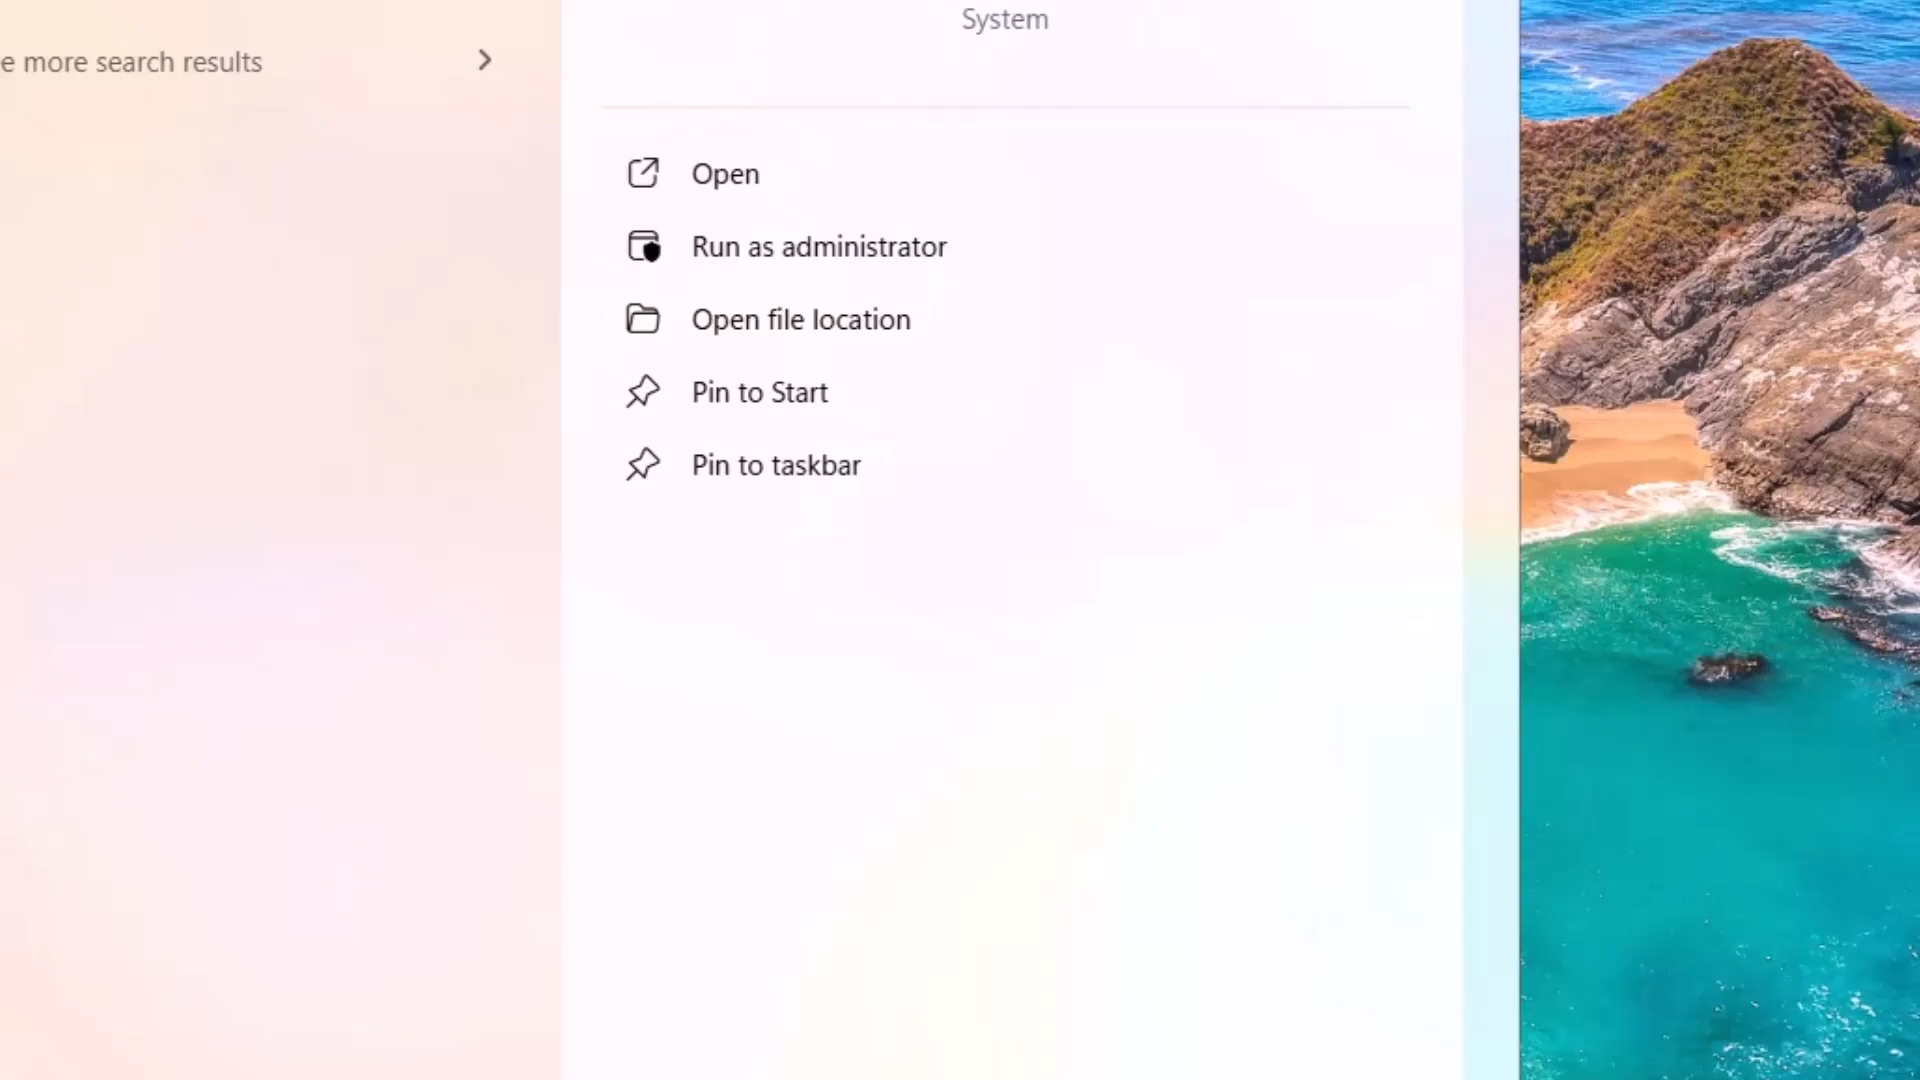 System
e more search results
Open
Run as administrator
Open file location
Pin to Start
Pin to taskbar